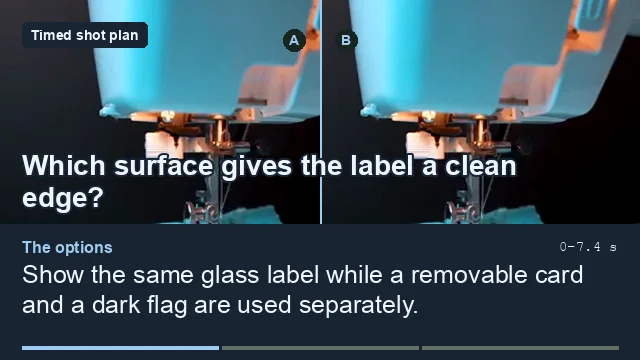 Timed shot plan
A
B
Which surface gives the label a clean
edge?
The options
0–7.4 s
Show the same glass label while a removable card
and a dark flag are used separately.